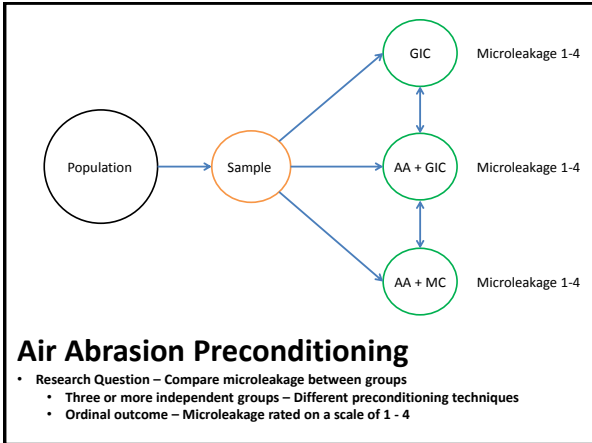 GIC
Microleakage 1-4
Population
Sample
AA + GIC
Microleakage 1-4
AA + MC
Microleakage 1-4
Air Abrasion Preconditioning
• Research Question – Compare microleakage between groups
• Three or more independent groups – Different preconditioning techniques
• Ordinal outcome – Microleakage rated on a scale of 1 - 4